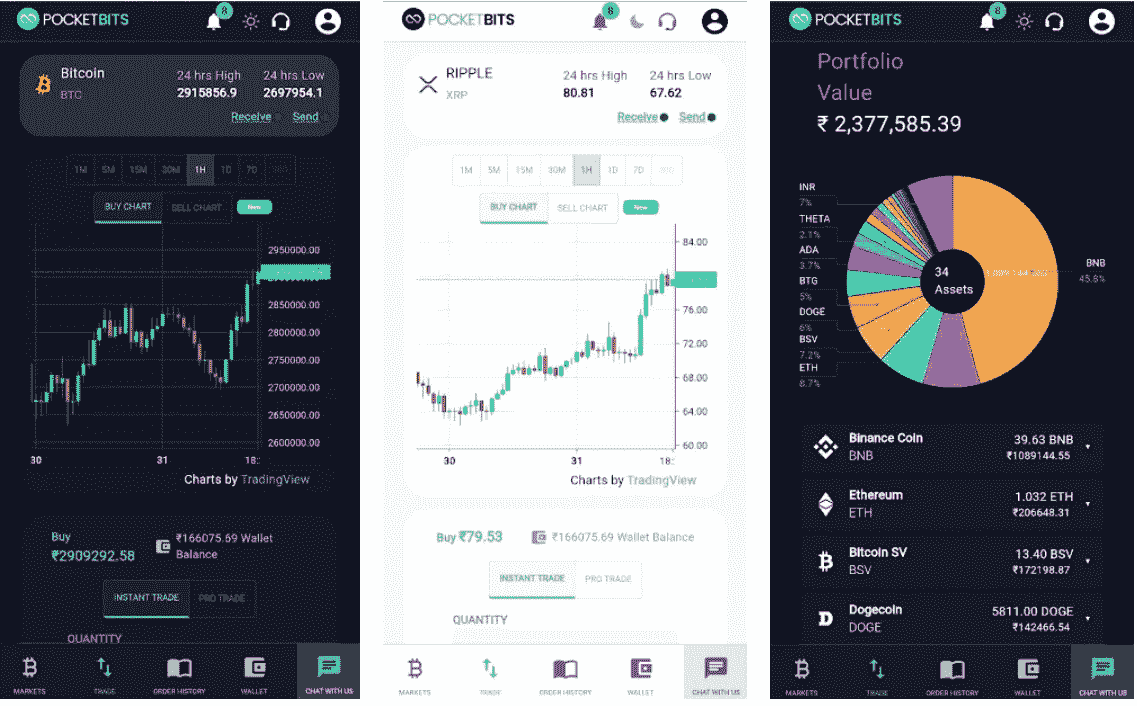 POCKETBITS
8
Bitcoin
BTC
24 hrs High
2915856.9
24 hrs Low
2697954.1
Receive
Send
1M 5M 15M 30M 1H 1D 7D
BUY CHART SELL CHART New
2950000.00
2850000.00
2800000.00
2750000.00
2700000.00
2650000.00
2600000.00
30 31 18:
Charts by TradingView
Buy
₹2909292.58
₹166075.69 Wallet
Balance
INSTANT TRADE PRO TRADE
QUANTITY
MARKETS TRADE ORDER HISTORY WALLET CHAT WITH US
POCKETBITS
8
RIPPLE
XRP
24 hrs High
80.81
24 hrs Low
67.62
Receive
Send
1M 5M 15M 30M 1H 1D 7D
BUY CHART SELL CHART New
84.00
76.00
72.00
68.00
64.00
60.00
30 31 18:
Charts by TradingView
Buy ₹79.53
₹166075.69 Wallet Balance
INSTANT TRADE PRO TRADE
QUANTITY
MARKETS TRADE ORDER HISTORY WALLET CHAT WITH US
POCKETBITS
8
Portfolio
Value
₹ 2,377,585.39
INR
7%
THETA
2.1%
ADA
3.7%
BTG
5%
DOGE
6%
BSV
7.2%
ETH
8.7%
34
Assets
BNB
45.8%
Binance Coin
BNB
39.63 BNB
₹1089144.55
Ethereum
ETH
1.032 ETH
₹206648.31
Bitcoin SV
BSV
13.40 BSV
₹172198.87
Dogecoin
DOGE
5811.00 DOGE
₹142466.54
MARKETS TRADE ORDER HISTORY WALLET CHAT WITH US